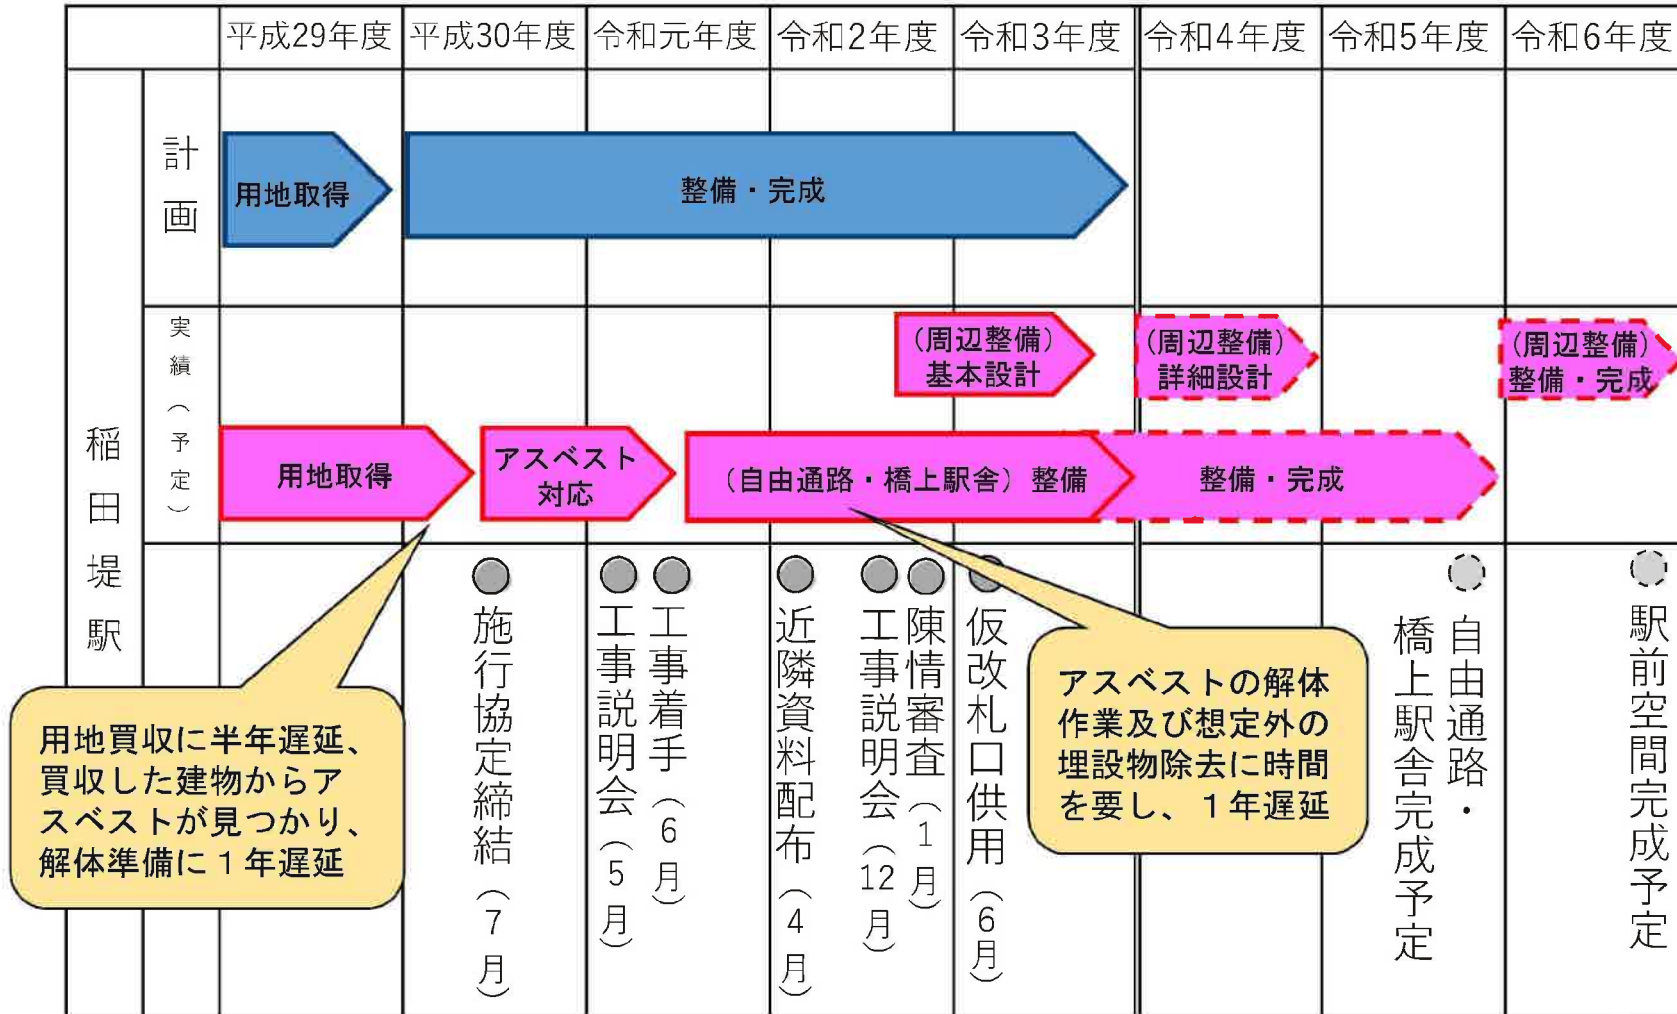 平成29年度
平成30年度
令和元年度
令和2年度
令和3年度
令和4年度
令和5年度
令和6年度
稲田堤駅
計画
用地取得
整備・完成
実績（予定）
（周辺整備）
基本設計
（周辺整備）
詳細設計
（周辺整備）
整備・完成
用地取得
アスベスト
対応
（自由通路・橋上駅舎）整備
整備・完成
施行協定締結（7月）
工事説明会（5月）
工事着手（6月）
近隣資料配布（4月）
工事説明会（12月）
陳情審査（1月）
仮改札口供用（6月）
自由通路・
橋上駅舎完成予定
駅前空間完成予定
用地買収に半年遅延、
買収した建物からア
スベストが見つかり、
解体準備に１年遅延
アスベストの解体
作業及び想定外の
埋設物除去に時間
を要し、１年遅延